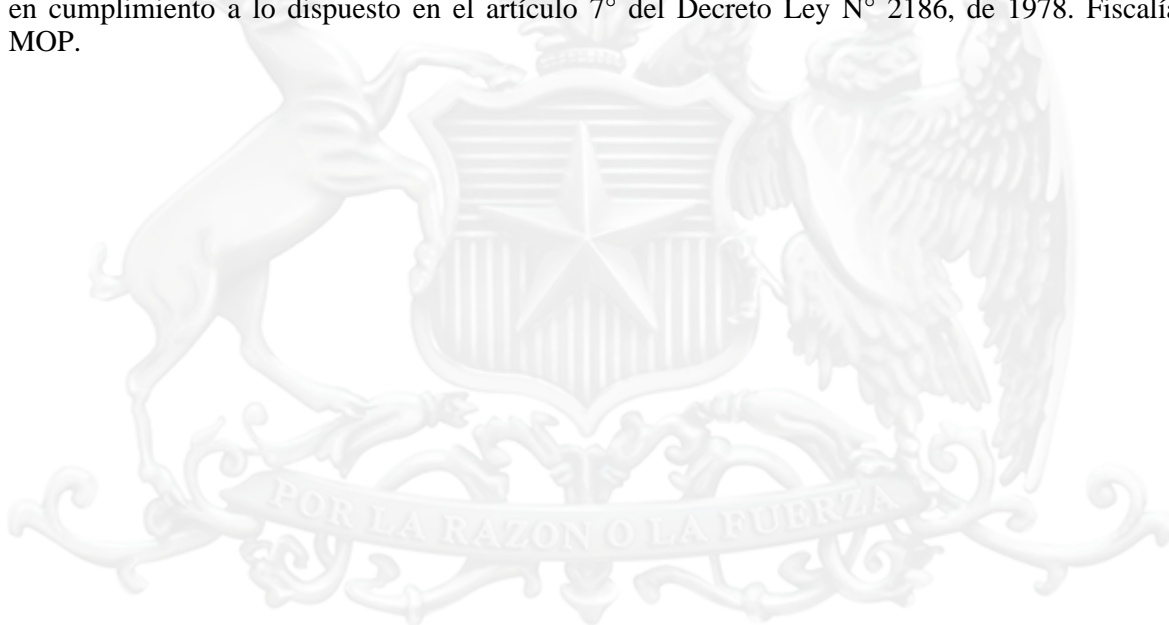 en cumplimiento a lo dispuesto en el artículo 7° del Decreto Ley N° 2186, de 1978. Fiscalía
MOP.
POR LA RAZON O LA FUERZA